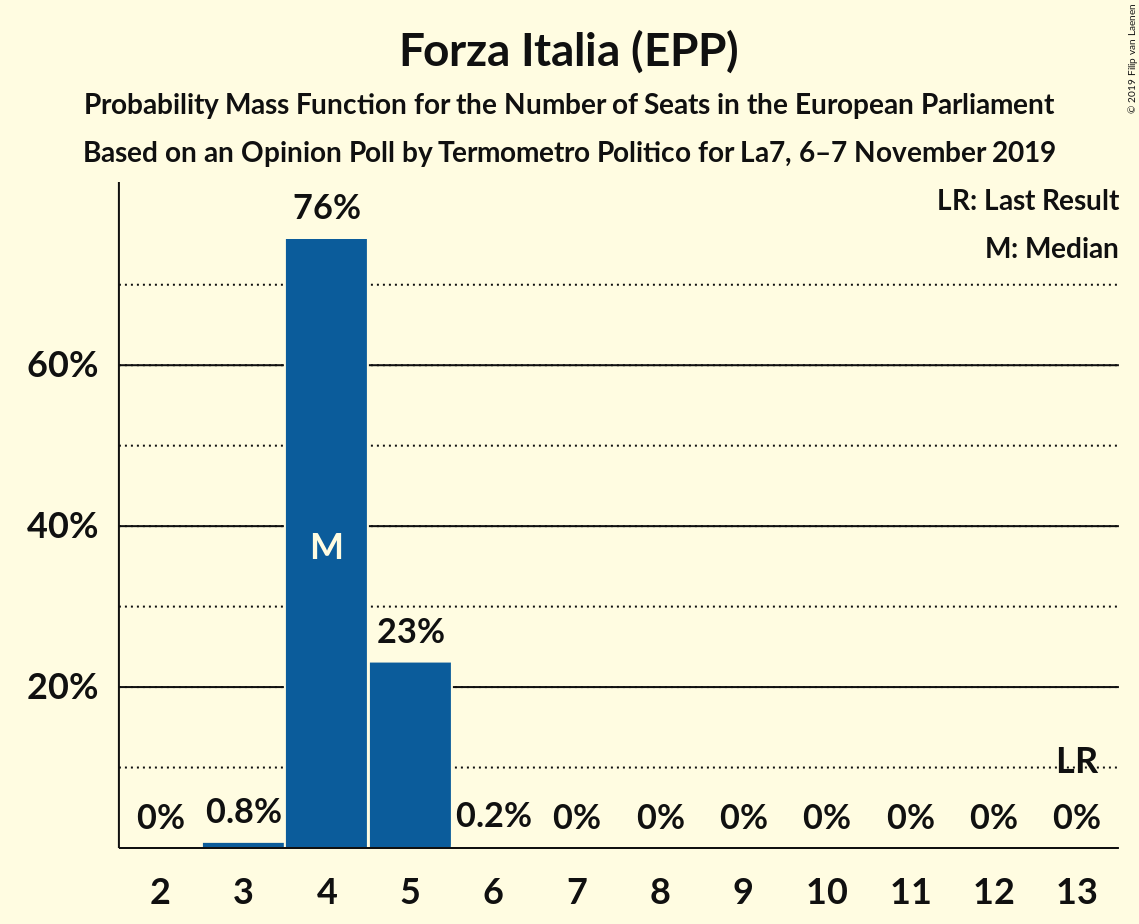 Forza Italia (EPP)
Probability Mass Function for the Number of Seats in the European Parliament
Based on an Opinion Poll by Termometro Politico for La7, 6–7 November 2019
© 2019 Filip van Laenen
LR: Last Result
M: Median
76%
60%
40%
M
23%
20%
LR
0% 0.8% 0.2% 0% 0% 0% 0% 0% 0% 0%
2 3 4 5 6 7 8 9 10 11 12 13